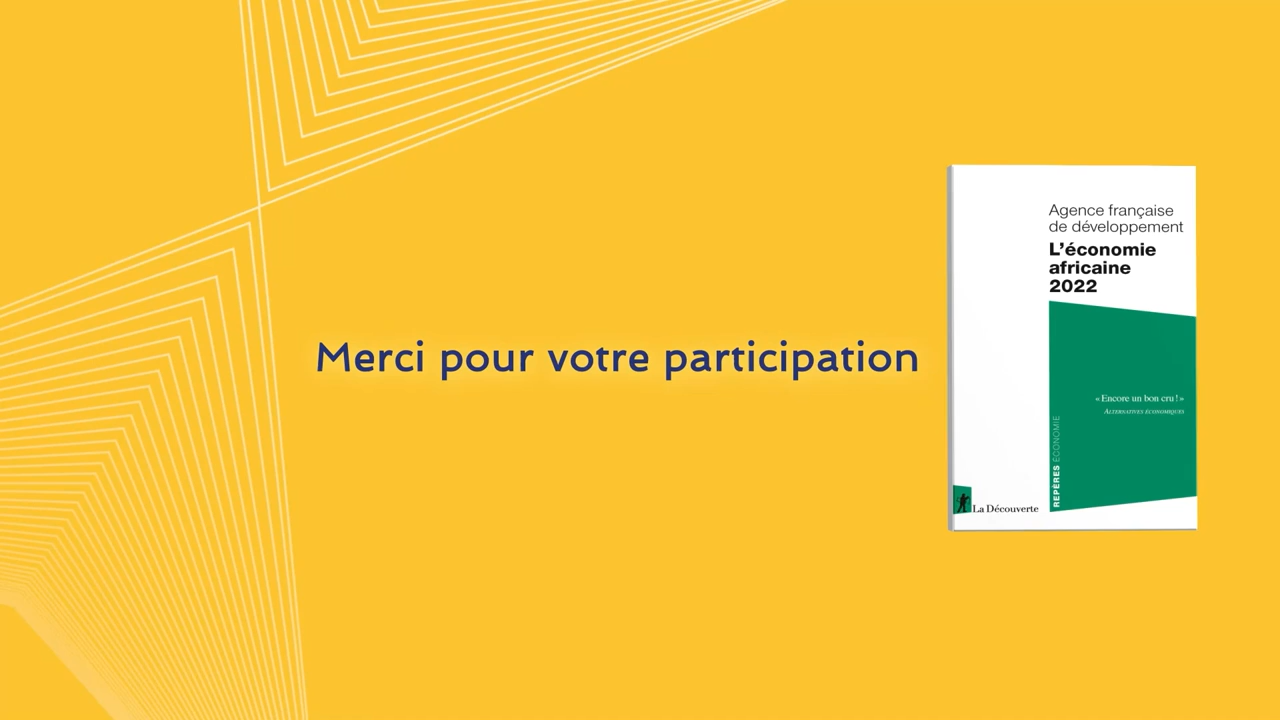 Merci pour votre participation
Agence française
de développement
L'économie
africaine
2022
« Encore un bon cru ! »
ALTERNATIVES ÉCONOMIQUES
REPÈRES ÉCONOMIE
La Découverte